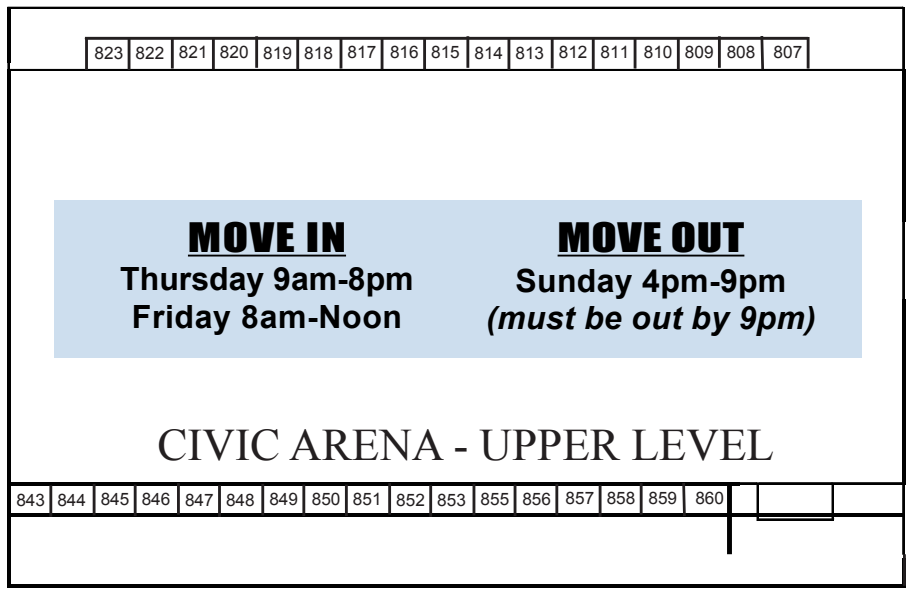 823 822 821 820 819 818 817 816 815 814 813 812 811 810 809 808 807
MOVE IN
Thursday 9am-8pm
Friday 8am-Noon
MOVE OUT
Sunday 4pm-9pm
(must be out by 9pm)
CIVIC ARENA - UPPER LEVEL
843 844 845 846 847 848 849 850 851 852 853 855 856 857 858 859 860